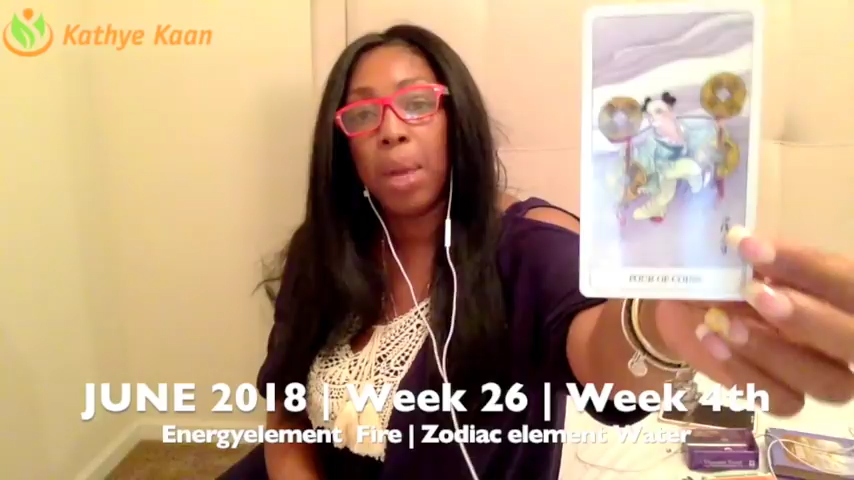 Kathye Kaan
FOUR OF COINS
JUNE 2018 | Week 26 | Week 4th
Energyelement Fire | Zodiac element Water